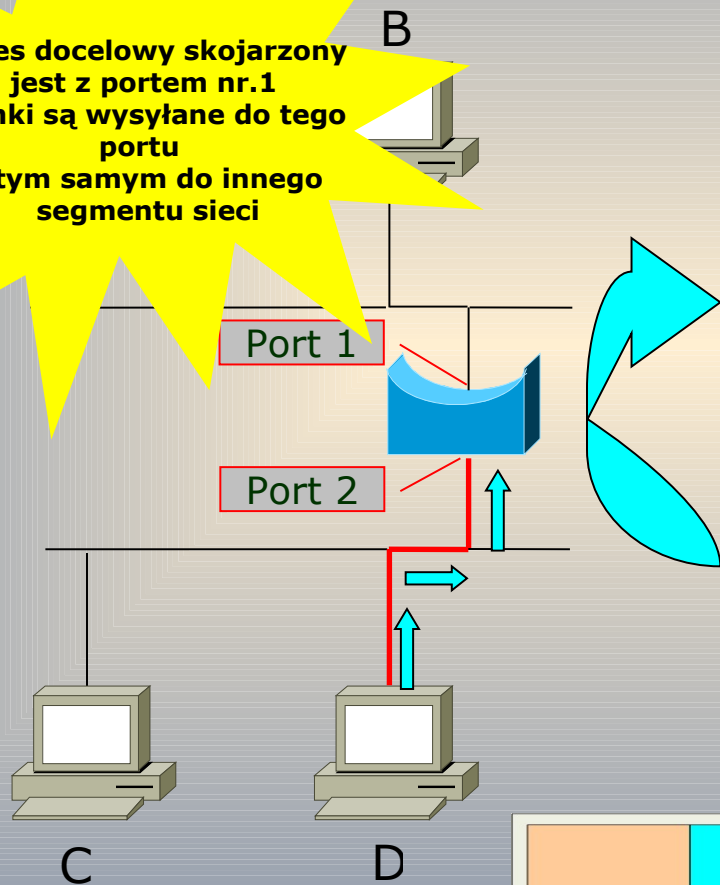 B
es docelowy skojarzony
jest z portem nr.1
nki są wysyłane do tego
portu
tym samym do innego
segmentu sieci
Port 1
Port 2
C
D